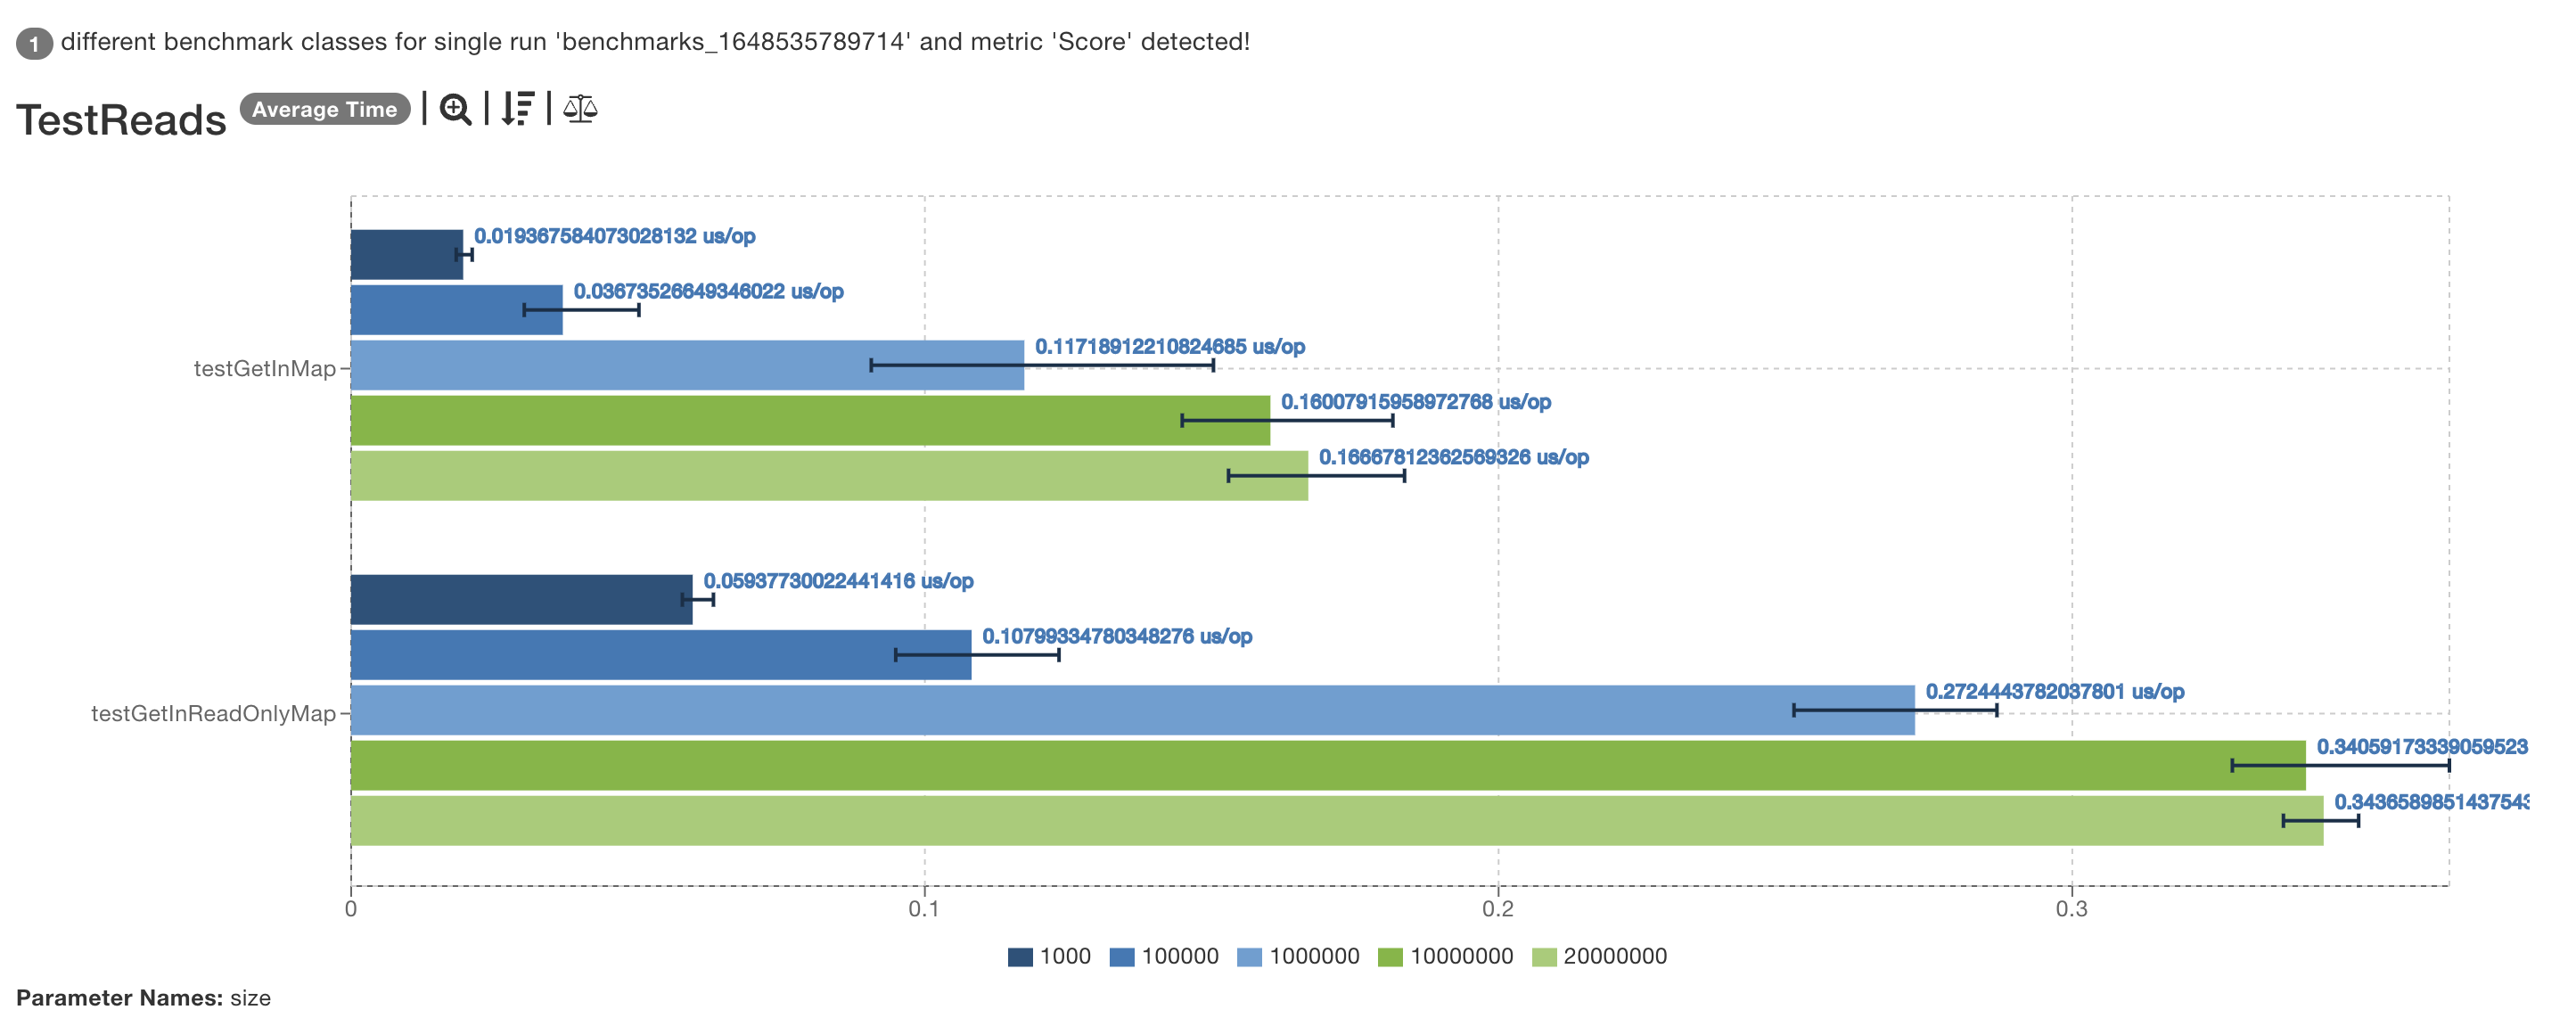 1 different benchmark classes for single run 'benchmarks_1648535789714' and metric 'Score' detected!
TestReads Average Time
0.019367584073028132 us/op
0.03673526649346022 us/op
testGetInMap
0.11718912210824685 us/op
0.16007915958972768 us/op
0.16667812362569326 us/op
0.05937730022441416 us/op
0.10799334780348276 us/op
testGetInReadOnlyMap
0.2724443782037801 us/op
0.34059173339059523
0.343658985143754
0 0.1 0.2 0.3
1000 100000 1000000 10000000 20000000
Parameter Names: size